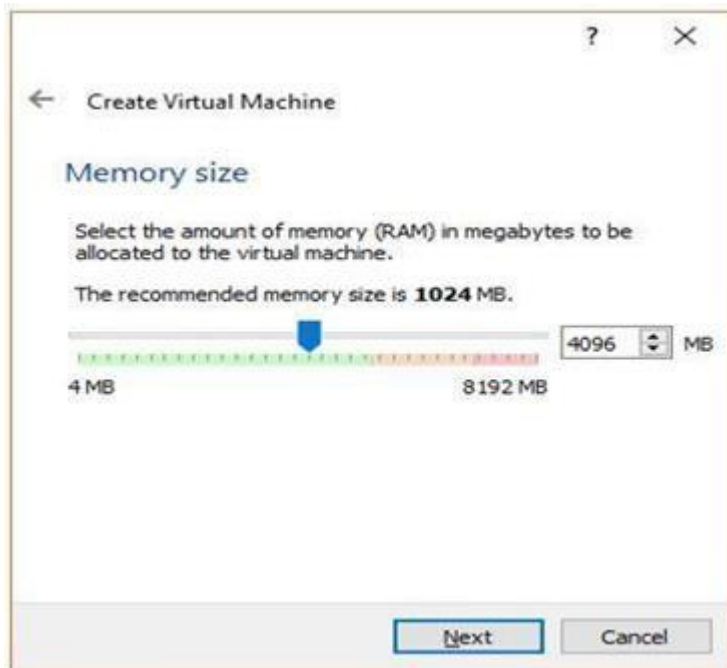 ?
Create Virtual Machine
Memory size
Select the amount of memory (RAM) in megabytes to be
allocated to the virtual machine.
The recommended memory size is 1024 MB.
4096 MB
4 MB 8192 MB
Next Cancel